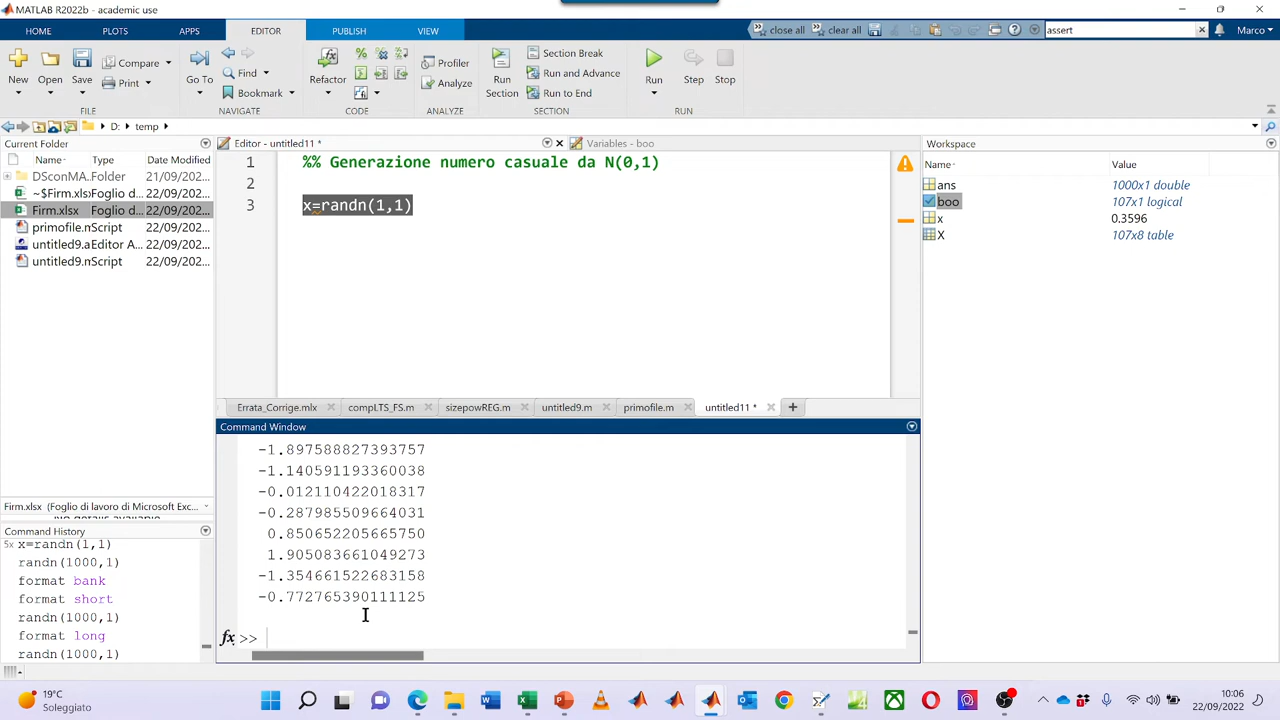 MATLAB R2022b - academic use
HOME PLOTS APPS EDITOR PUBLISH VIEW
close all clear all assert Marco
New Open Save Compare Print
FILE
Go To Find Bookmark
NAVIGATE
Refactor
CODE
Profiler Analyze
ANALYZE
Run Section Section Break Run and Advance Run to End
SECTION
Run Step Stop
RUN
D: temp
Current Folder
Name Type Date Modified
DSconMA... Folder 21/09/202...
~$Firm.xlsx Foglio d... 22/09/202...
Firm.xlsx Foglio d... 22/09/202...
primofile.m Script 22/09/202...
untitled9.a Editor A... 22/09/202...
untitled9.m Script 22/09/202...
Firm.xlsx (Foglio di lavoro di Microsoft Exc...
Command History
5x x=randn(1,1)
randn(1000,1)
format bank
format short
randn(1000,1)
format long
randn(1000,1)
Editor - untitled11 * Variables - boo
1 %% Generazione numero casuale da N(0,1)
2
3 x=randn(1,1)
Errata_Corrige.mlx compLTS_FS.m sizepowREG.m untitled9.m primofile.m untitled11 *
Command Window
-1.897588827393757
-1.140591193360038
-0.012110422018317
-0.287985509664031
0.850652205665750
1.905083661049273
-1.354661522683158
-0.772765390111125
fx >>
Workspace
Name Value
ans 1000x1 double
boo 107x1 logical
x 0.3596
X 107x8 table
19°C
Soleggiato
10:06
22/09/2022